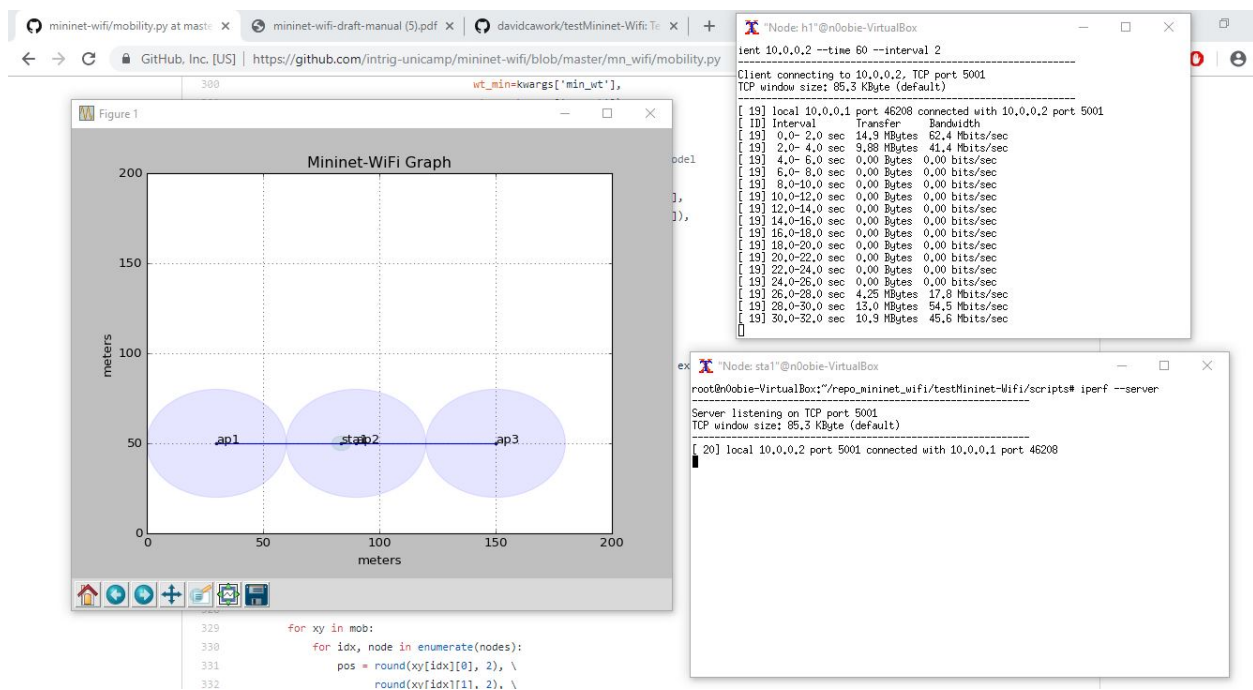 mininet-wifi/mobility.py at maste
mininet-wifi-draft-manual (5).pdf
davidcawork/testMininet-Wifi: Te
GitHub, Inc. [US] | https://github.com/intrig-unicamp/mininet-wifi/blob/master/mn_wifi/mobility.py
300 wt_min=kwargs['min_wt'],
odel
],
]),
ex
Figure 1
Mininet-WiFi Graph
200
150
100
50
0
meters
ap1
sta1
ap2
ap3
0 50 100 150 200
meters
329 for xy in mob:
330 for idx, node in enumerate(nodes):
331 pos = round(xy[idx][0], 2), \
332 round(xy[idx][1], 2), \
"Node: h1"@n0obie-VirtualBox
ient 10.0.0.2 --time 60 --interval 2
------------------------------------------------------------
Client connecting to 10.0.0.2, TCP port 5001
TCP window size: 85.3 KByte (default)
------------------------------------------------------------
[ 19] local 10.0.0.1 port 46208 connected with 10.0.0.2 port 5001
[ ID] Interval Transfer Bandwidth
[ 19] 0.0- 2.0 sec 14.9 MBytes 62.4 Mbits/sec
[ 19] 2.0- 4.0 sec 9.88 MBytes 41.4 Mbits/sec
[ 19] 4.0- 6.0 sec 0.00 Bytes 0.00 bits/sec
[ 19] 6.0- 8.0 sec 0.00 Bytes 0.00 bits/sec
[ 19] 8.0-10.0 sec 0.00 Bytes 0.00 bits/sec
[ 19] 10.0-12.0 sec 0.00 Bytes 0.00 bits/sec
[ 19] 12.0-14.0 sec 0.00 Bytes 0.00 bits/sec
[ 19] 14.0-16.0 sec 0.00 Bytes 0.00 bits/sec
[ 19] 16.0-18.0 sec 0.00 Bytes 0.00 bits/sec
[ 19] 18.0-20.0 sec 0.00 Bytes 0.00 bits/sec
[ 19] 20.0-22.0 sec 0.00 Bytes 0.00 bits/sec
[ 19] 22.0-24.0 sec 0.00 Bytes 0.00 bits/sec
[ 19] 24.0-26.0 sec 0.00 Bytes 0.00 bits/sec
[ 19] 26.0-28.0 sec 4.25 MBytes 17.8 Mbits/sec
[ 19] 28.0-30.0 sec 13.0 MBytes 54.5 Mbits/sec
[ 19] 30.0-32.0 sec 10.9 MBytes 45.6 Mbits/sec
"Node: sta1"@n0obie-VirtualBox
root@n0obie-VirtualBox:~/repo_mininet_wifi/testMininet-Wifi/scripts# iperf --server
------------------------------------------------------------
Server listening on TCP port 5001
TCP window size: 85.3 KByte (default)
------------------------------------------------------------
[ 20] local 10.0.0.2 port 5001 connected with 10.0.0.1 port 46208